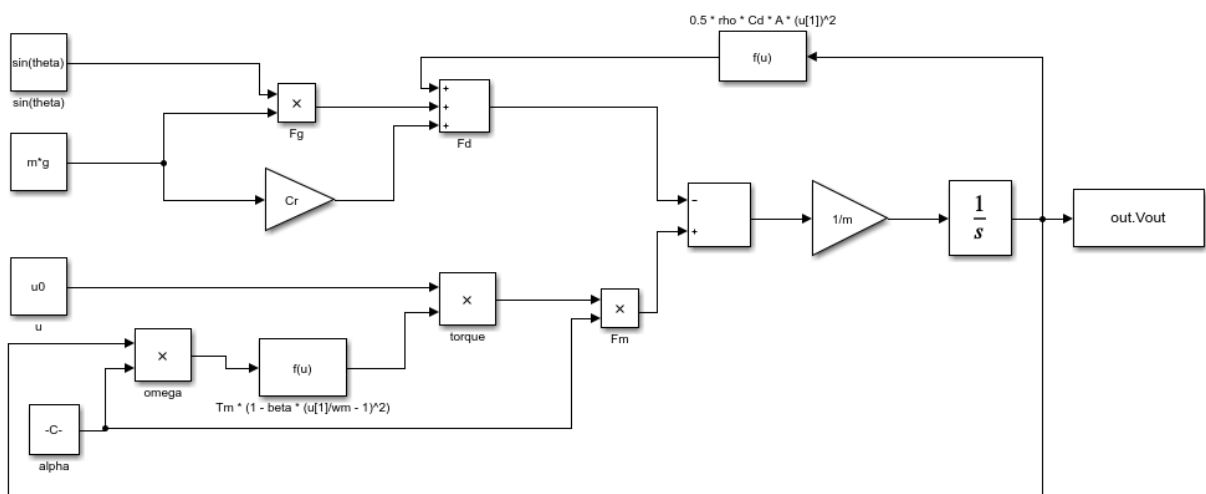 0.5 * rho * Cd * A * (u[1])^2
sin(theta)
sin(theta)
f(u)
×
Fg
+
+
+
Fd
m*g
Cr
−
+
1/m
1
s
out.Vout
u0
u
×
torque
×
Fm
×
omega
f(u)
Tm * (1 - beta * (u[1]/wm - 1)^2)
-C-
alpha